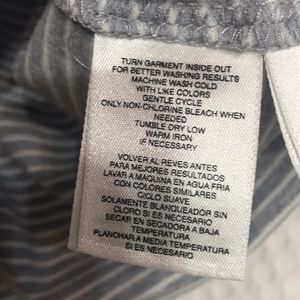 TURN GARMENT INSIDE OUT
FOR BETTER WASHING RESULTS
MACHINE WASH COLD
WITH LIKE COLORS
GENTLE CYCLE
ONLY NON-CHLORINE BLEACH WHEN
NEEDED
TUMBLE DRY LOW
WARM IRON
IF NECESSARY
VOLVER AL REVES ANTES
PARA MEJORES RESULTADOS
LAVAR A MAQUINA EN AGUA FRIA
CON COLORES SIMILARES
CICLO SUAVE
SOLAMENTE BLANQUEADOR SIN
CLORO SI ES NECESARIO
SECAR EN SECADORA A BAJA
TEMPERATURA
PLANCHAR A MEDIA TEMPERATURA
SI ES NECESARIO